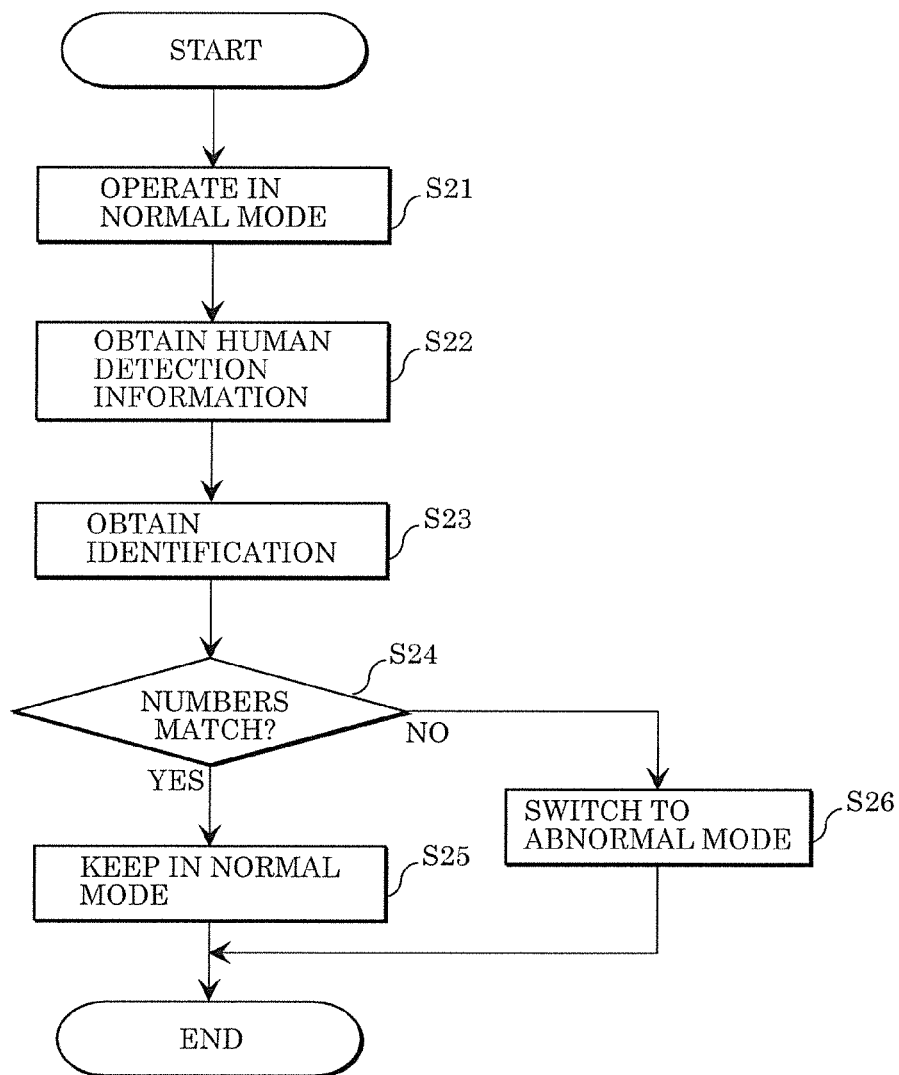 START
OPERATE IN
NORMAL MODE
S21
OBTAIN HUMAN
DETECTION
INFORMATION
S22
OBTAIN
IDENTIFICATION
S23
NUMBERS
MATCH?
S24
NO
YES
SWITCH TO
ABNORMAL MODE
S26
KEEP IN NORMAL
MODE
S25
END